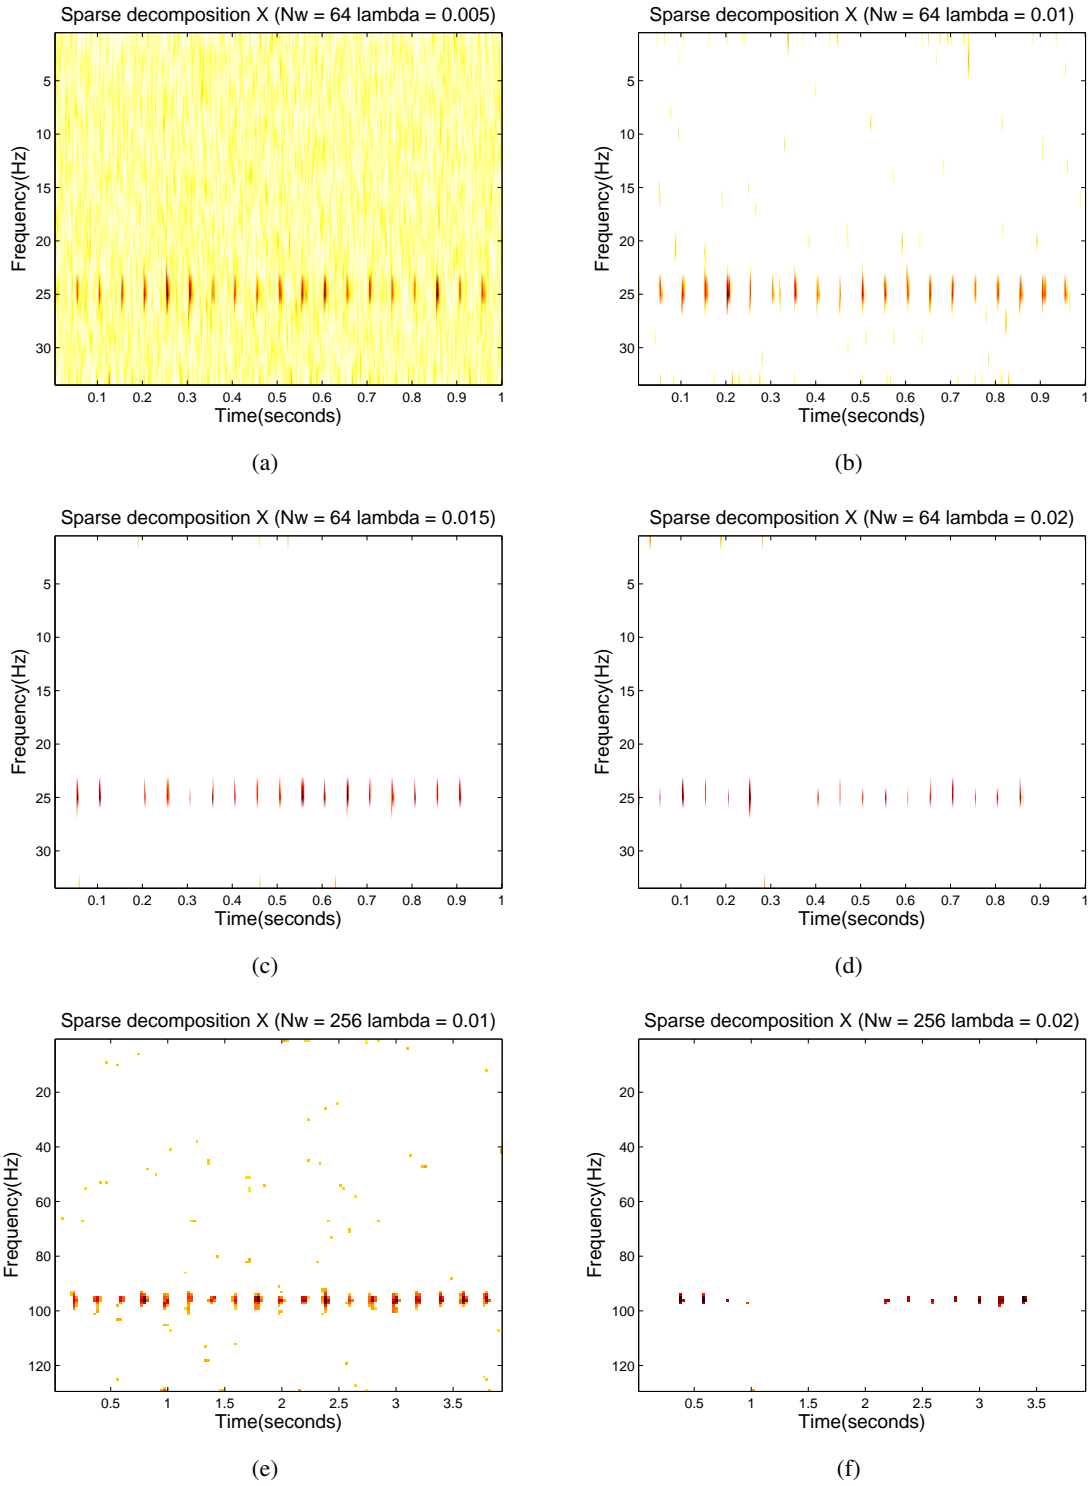 Sparse decomposition X (Nw = 64 lambda = 0.005)
Frequency(Hz)
5
10
15
20
25
30
0.1 0.2 0.3 0.4 0.5 0.6 0.7 0.8 0.9 1
Time(seconds)
(a)
Sparse decomposition X (Nw = 64 lambda = 0.01)
Frequency(Hz)
5
10
15
20
25
30
0.1 0.2 0.3 0.4 0.5 0.6 0.7 0.8 0.9 1
Time(seconds)
(b)
Sparse decomposition X (Nw = 64 lambda = 0.015)
Frequency(Hz)
5
10
15
20
25
30
0.1 0.2 0.3 0.4 0.5 0.6 0.7 0.8 0.9 1
Time(seconds)
(c)
Sparse decomposition X (Nw = 64 lambda = 0.02)
Frequency(Hz)
5
10
15
20
25
30
0.1 0.2 0.3 0.4 0.5 0.6 0.7 0.8 0.9 1
Time(seconds)
(d)
Sparse decomposition X (Nw = 256 lambda = 0.01)
Frequency(Hz)
20
40
60
80
100
120
0.5 1 1.5 2 2.5 3 3.5
Time(seconds)
(e)
Sparse decomposition X (Nw = 256 lambda = 0.02)
Frequency(Hz)
20
40
60
80
100
120
0.5 1 1.5 2 2.5 3 3.5
Time(seconds)
(f)